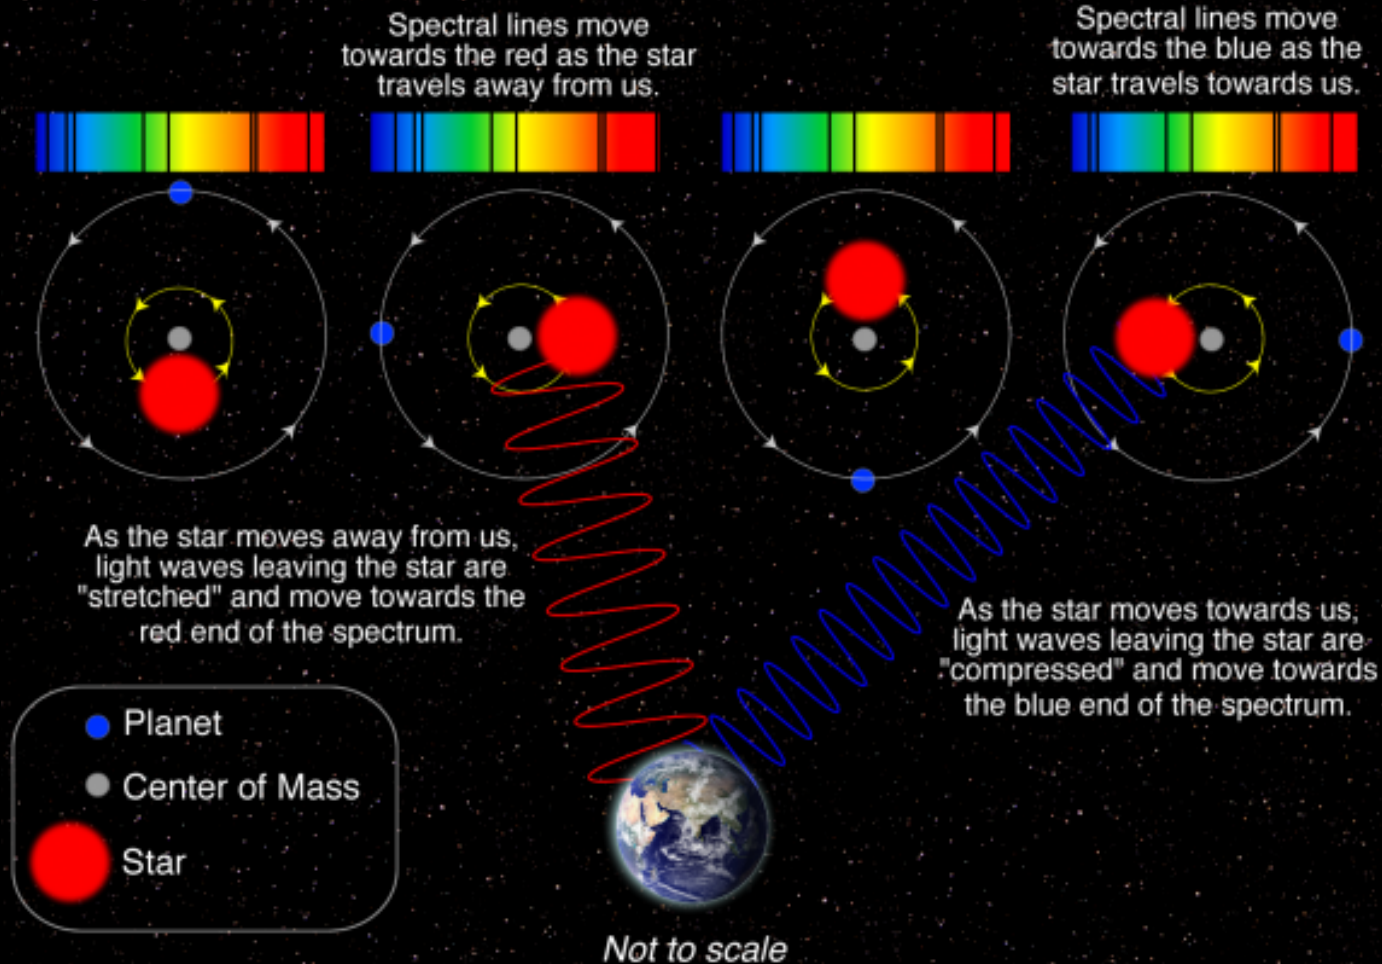 Spectral lines move
towards the red as the star
travels away from us.
Spectral lines move
towards the blue as the
star travels towards us.
As the star moves away from us,
light waves leaving the star are
"stretched" and move towards the
red end of the spectrum.
As the star moves towards us,
light waves leaving the star are
"compressed" and move towards
the blue end of the spectrum.
Planet
Center of Mass
Star
Not to scale